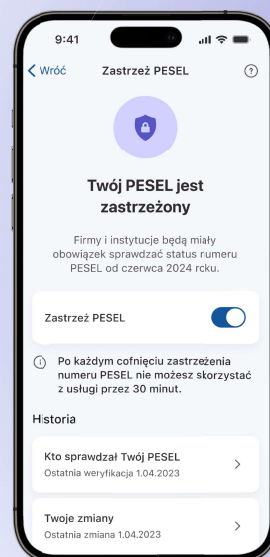 9:41
Wróć Zastrzeż PESEL ?
Twój PESEL jest
zastrzeżony
Firmy i instytucje będą miały
obowiązek sprawdzać status numeru
PESEL od czerwca 2024 rcku.
Zastrzeż PESEL
Po każdym cofnięciu zastrzeżenia
numeru PESEL nie możesz skorzystać
z usługi przez 30 minut.
Historia
Kto sprawdzał Twój PESEL
Ostatnia weryfikacja 1.04.2023
Twoje zmiany
Ostatnia zmiana 1.04.2023